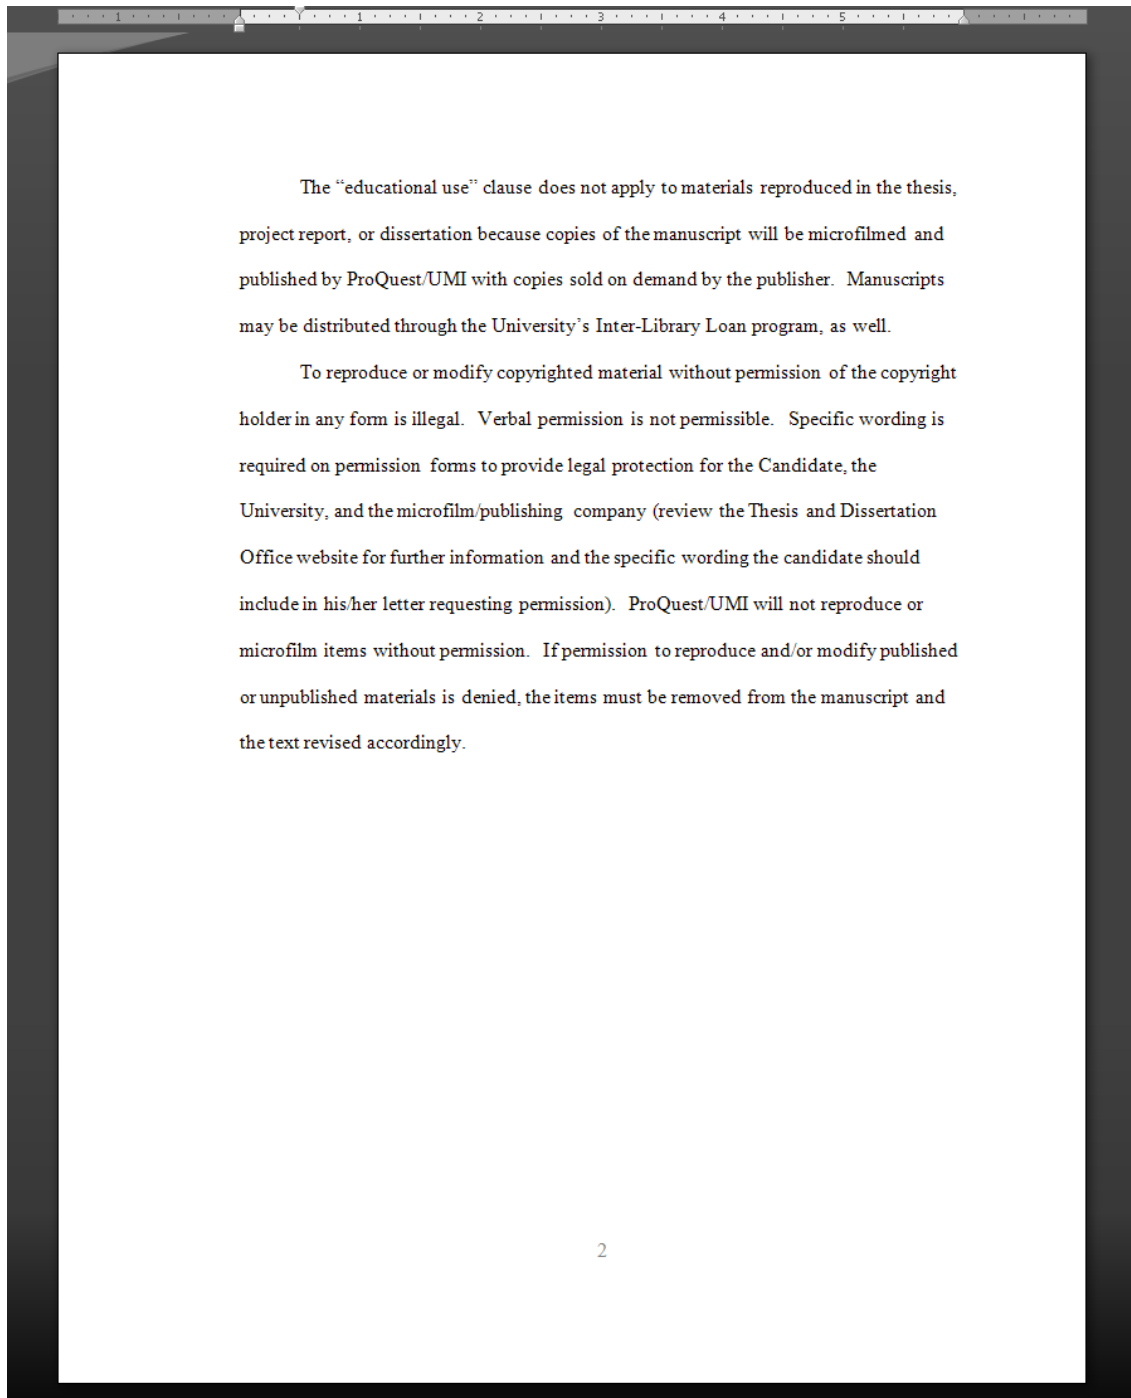 1 1 2 3 4 5
The “educational use” clause does not apply to materials reproduced in the thesis,
project report, or dissertation because copies of the manuscript will be microfilmed and
published by ProQuest/UMI with copies sold on demand by the publisher.  Manuscripts
may be distributed through the University’s Inter-Library Loan program, as well.
To reproduce or modify copyrighted material without permission of the copyright
holder in any form is illegal.  Verbal permission is not permissible.  Specific wording is
required on permission forms to provide legal protection for the Candidate, the
University, and the microfilm/publishing company (review the Thesis and Dissertation
Office website for further information and the specific wording the candidate should
include in his/her letter requesting permission).  ProQuest/UMI will not reproduce or
microfilm items without permission.  If permission to reproduce and/or modify published
or unpublished materials is denied, the items must be removed from the manuscript and
the text revised accordingly.
2